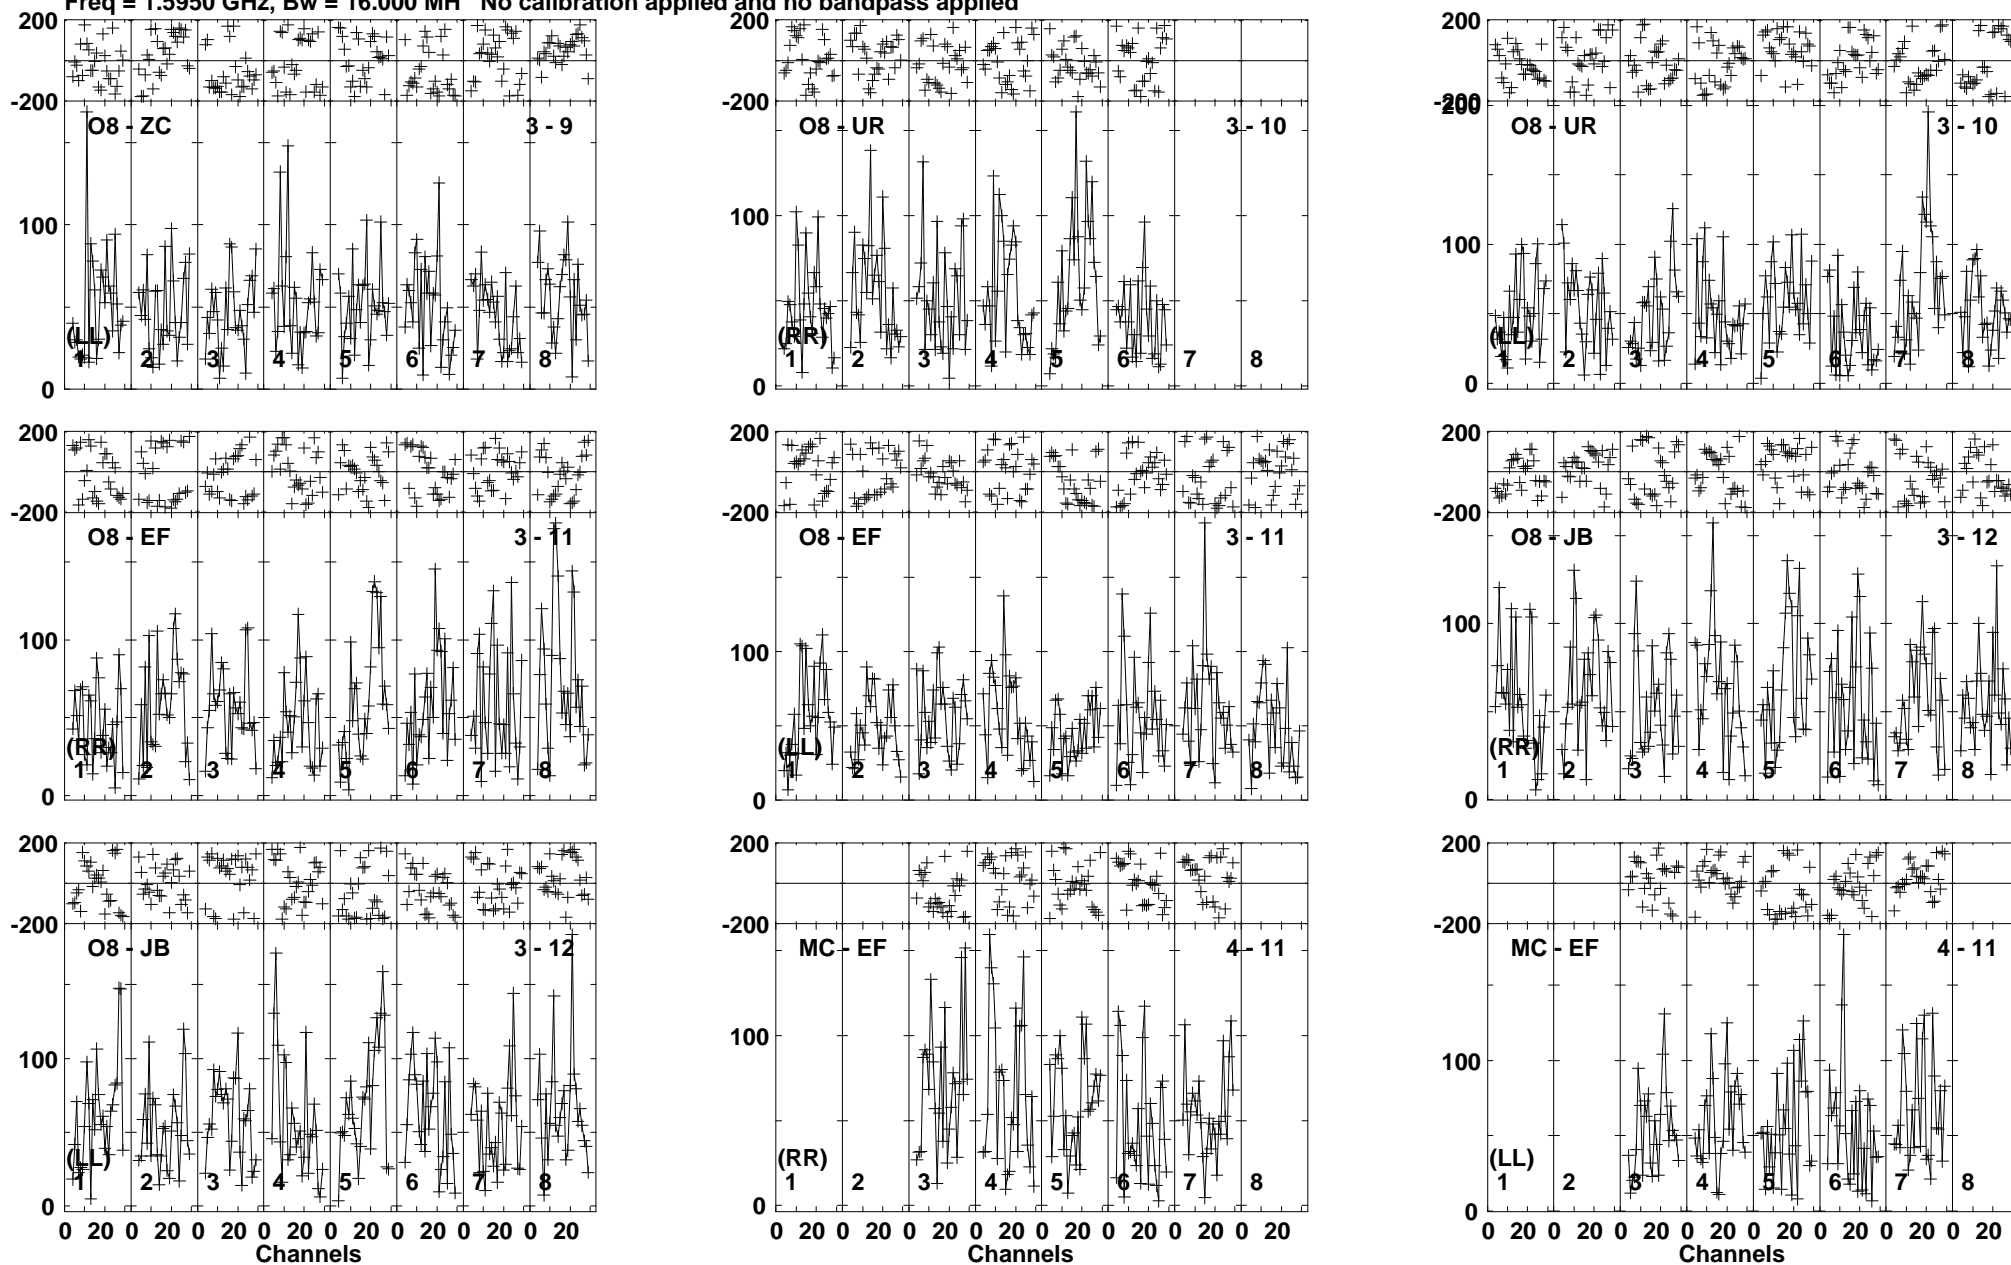 Freq = 1.5950 GHz, Bw = 16.000 MH No calibration applied and no bandpass applied
200 200 200
-200 -200 -200
200
O8 - ZC 3 - 9 O8 - UR 3 - 10 O8 - UR 3 - 10
100 100 100
(LL) (RR) (LL)
1 2 3 4 5 6 7 8 1 2 3 4 5 6 7 8 1 2 3 4 5 6 7 8
0 0 0
200 200 200
-200 -200 -200
O8 - EF 3 - 11 O8 - EF 3 - 11 O8 - JB 3 - 12
100 100 100
(RR) (LL) (RR)
1 2 3 4 5 6 7 8 1 2 3 4 5 6 7 8 1 2 3 4 5 6 7 8
0 0 0
200 200 200
-200 -200 -200
O8 - JB 3 - 12 MC - EF 4 - 11 MC - EF 4 - 11
100 100 100
(LL) (RR) (LL)
1 2 3 4 5 6 7 8 1 2 3 4 5 6 7 8 1 2 3 4 5 6 7 8
0 0 0
0 20 0 20 0 20 0 20 0 20 0 20 0 20 0 20 0 20 0 20 0 20 0 20 0 20 0 20 0 20 0 20 0 20 0 20 0 20 0 20 0 20 0 20 0 20 0 20
Channels Channels Channels